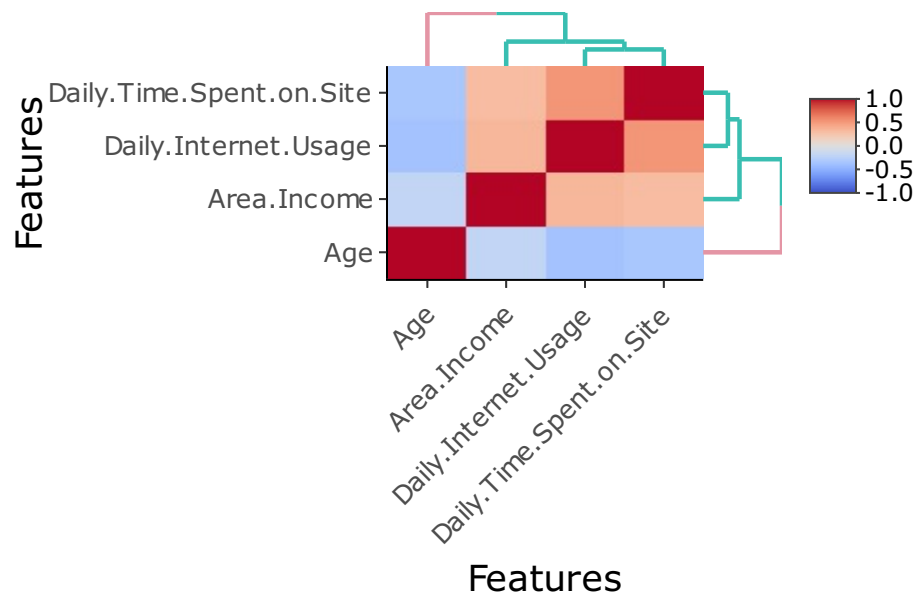 Features
Daily.Time.Spent.on.Site
Daily.Internet.Usage
Area.Income
Age
1.0
0.5
0.0
-0.5
-1.0
Age
Area.Income
Daily.Internet.Usage
Daily.Time.Spent.on.Site
Features